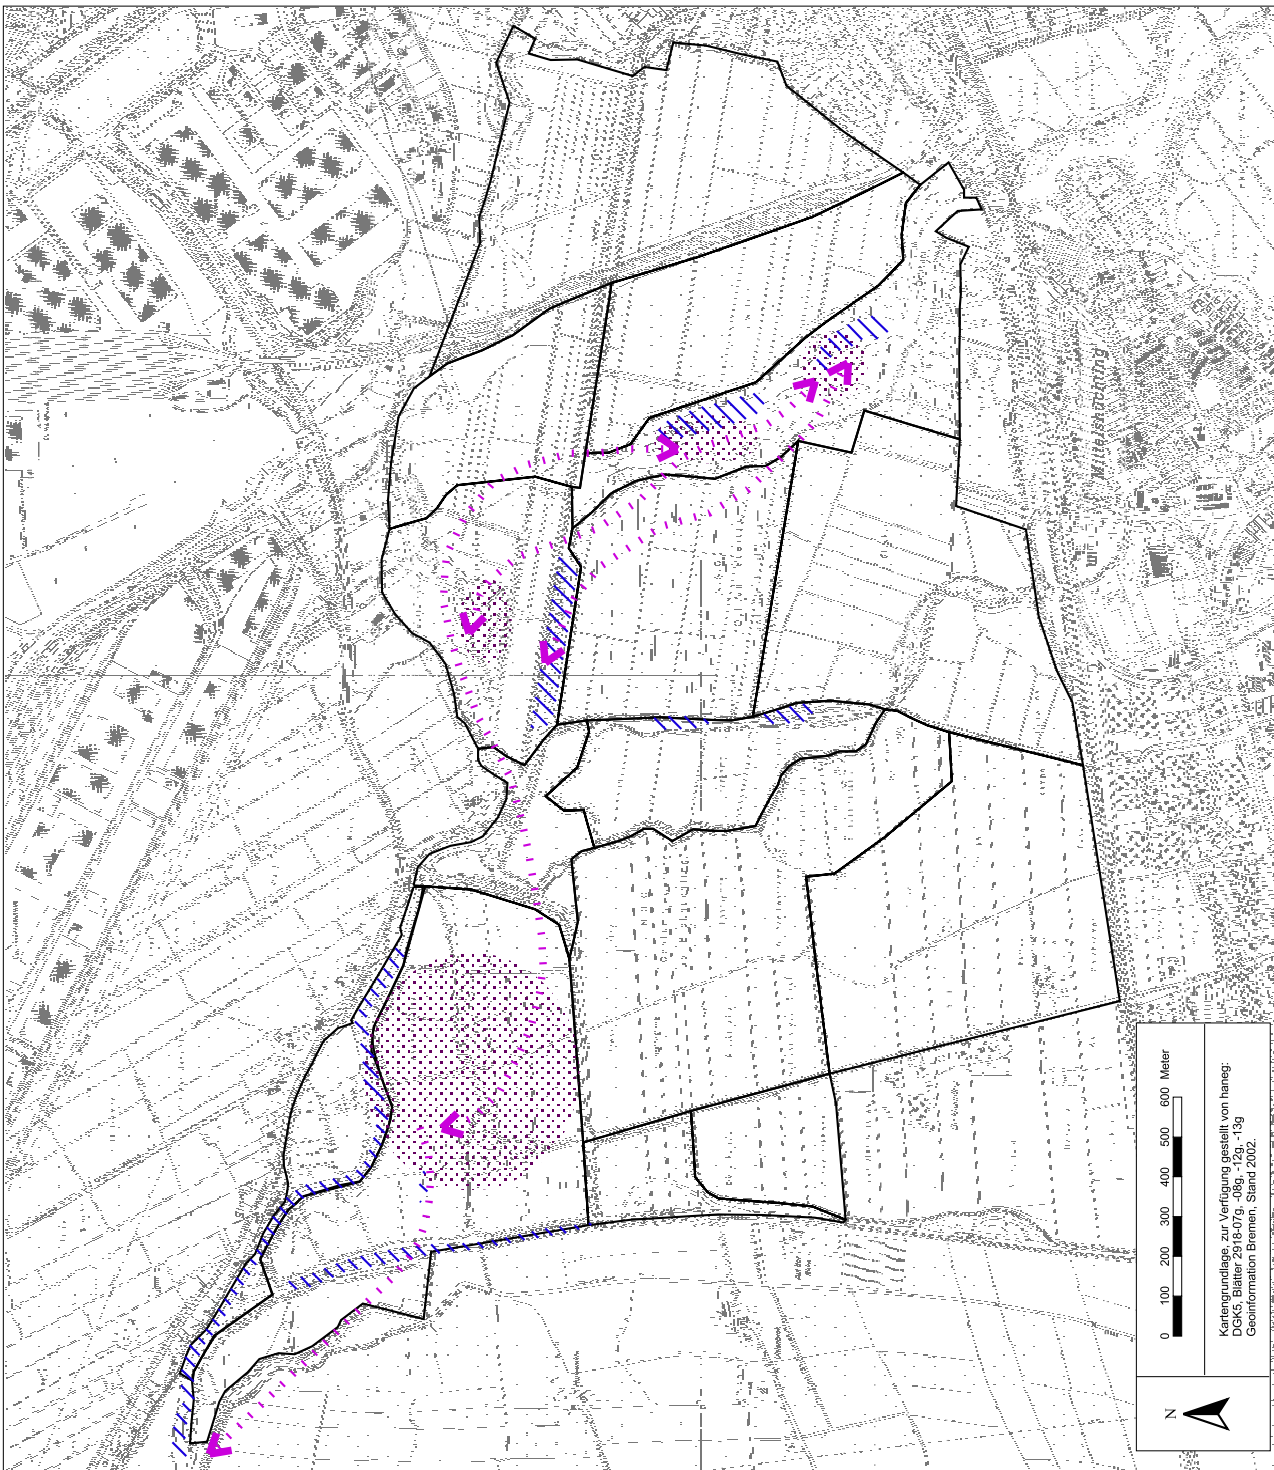 Mittelsbüchting
0 100 200 300 400 500 600 Meter
Kartengrundlage, zur Verfügung gestellt von haneg:
DGK5, Blätter 2918-07g, -08g, -12g, -13g
Geoinformation Bremen, Stand 2002.
N